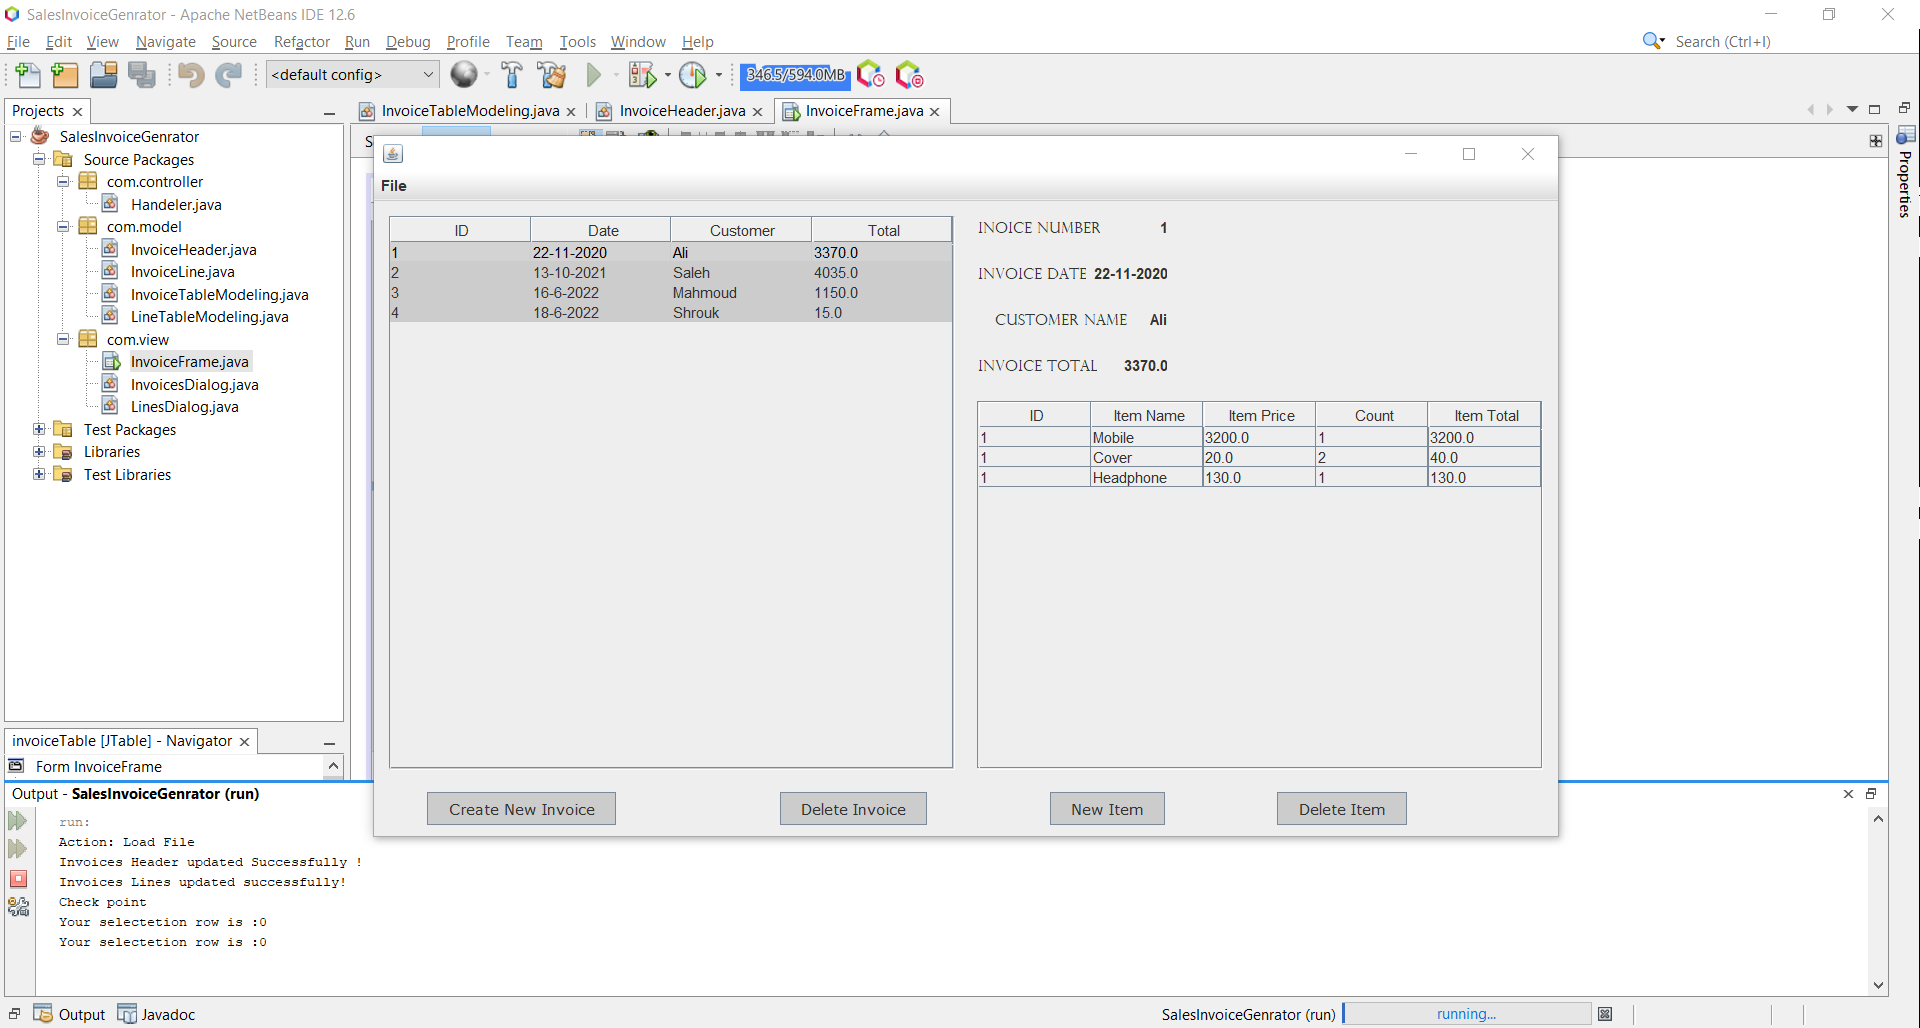 SalesInvoiceGenrator - Apache NetBeans IDE 12.6
File Edit View Navigate Source Refactor Run Debug Profile Team Tools Window Help
Search (Ctrl+I)
<default config>
346.5/594.0MB
Projects
InvoiceTableModeling.java
InvoiceHeader.java
InvoiceFrame.java
SalesInvoiceGenrator
Source Packages
com.controller
Handeler.java
com.model
InvoiceHeader.java
InvoiceLine.java
InvoiceTableModeling.java
LineTableModeling.java
com.view
InvoiceFrame.java
InvoicesDialog.java
LinesDialog.java
Test Packages
Libraries
Test Libraries
Properties
File
ID Date Customer Total
1 22-11-2020 Ali 3370.0
2 13-10-2021 Saleh 4035.0
3 16-6-2022 Mahmoud 1150.0
4 18-6-2022 Shrouk 15.0
INOICE NUMBER 1
INVOICE DATE 22-11-2020
CUSTOMER NAME Ali
INVOICE TOTAL 3370.0
ID Item Name Item Price Count Item Total
1 Mobile 3200.0 1 3200.0
1 Cover 20.0 2 40.0
1 Headphone 130.0 1 130.0
Create New Invoice
Delete Invoice
New Item
Delete Item
invoiceTable [JTable] - Navigator
Form InvoiceFrame
Output - SalesInvoiceGenrator (run)
run:
Action: Load File
Invoices Header updated Successfully !
Invoices Lines updated successfully!
Check point
Your selectetion row is :0
Your selectetion row is :0
Output
Javadoc
SalesInvoiceGenrator (run)
running...